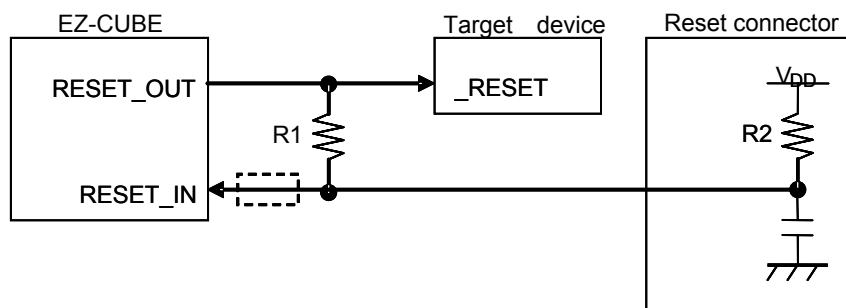 EZ-CUBE
Target device
Reset connector
RESET_OUT
_RESET
VDD
R1
R2
RESET_IN